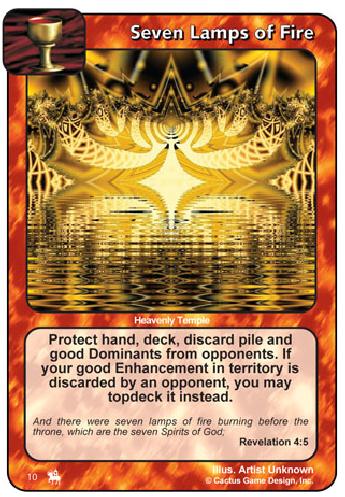 Seven Lamps of Fire
Heavenly Temple
Protect hand, deck, discard pile and
good Dominants from opponents. If
your good Enhancement in territory is
discarded by an opponent, you may
topdeck it instead.
And there were seven lamps of fire burning before the
throne, which are the seven Spirits of God;
Revelation 4:5
Illus. Artist Unknown
10
© Cactus Game Design, Inc.